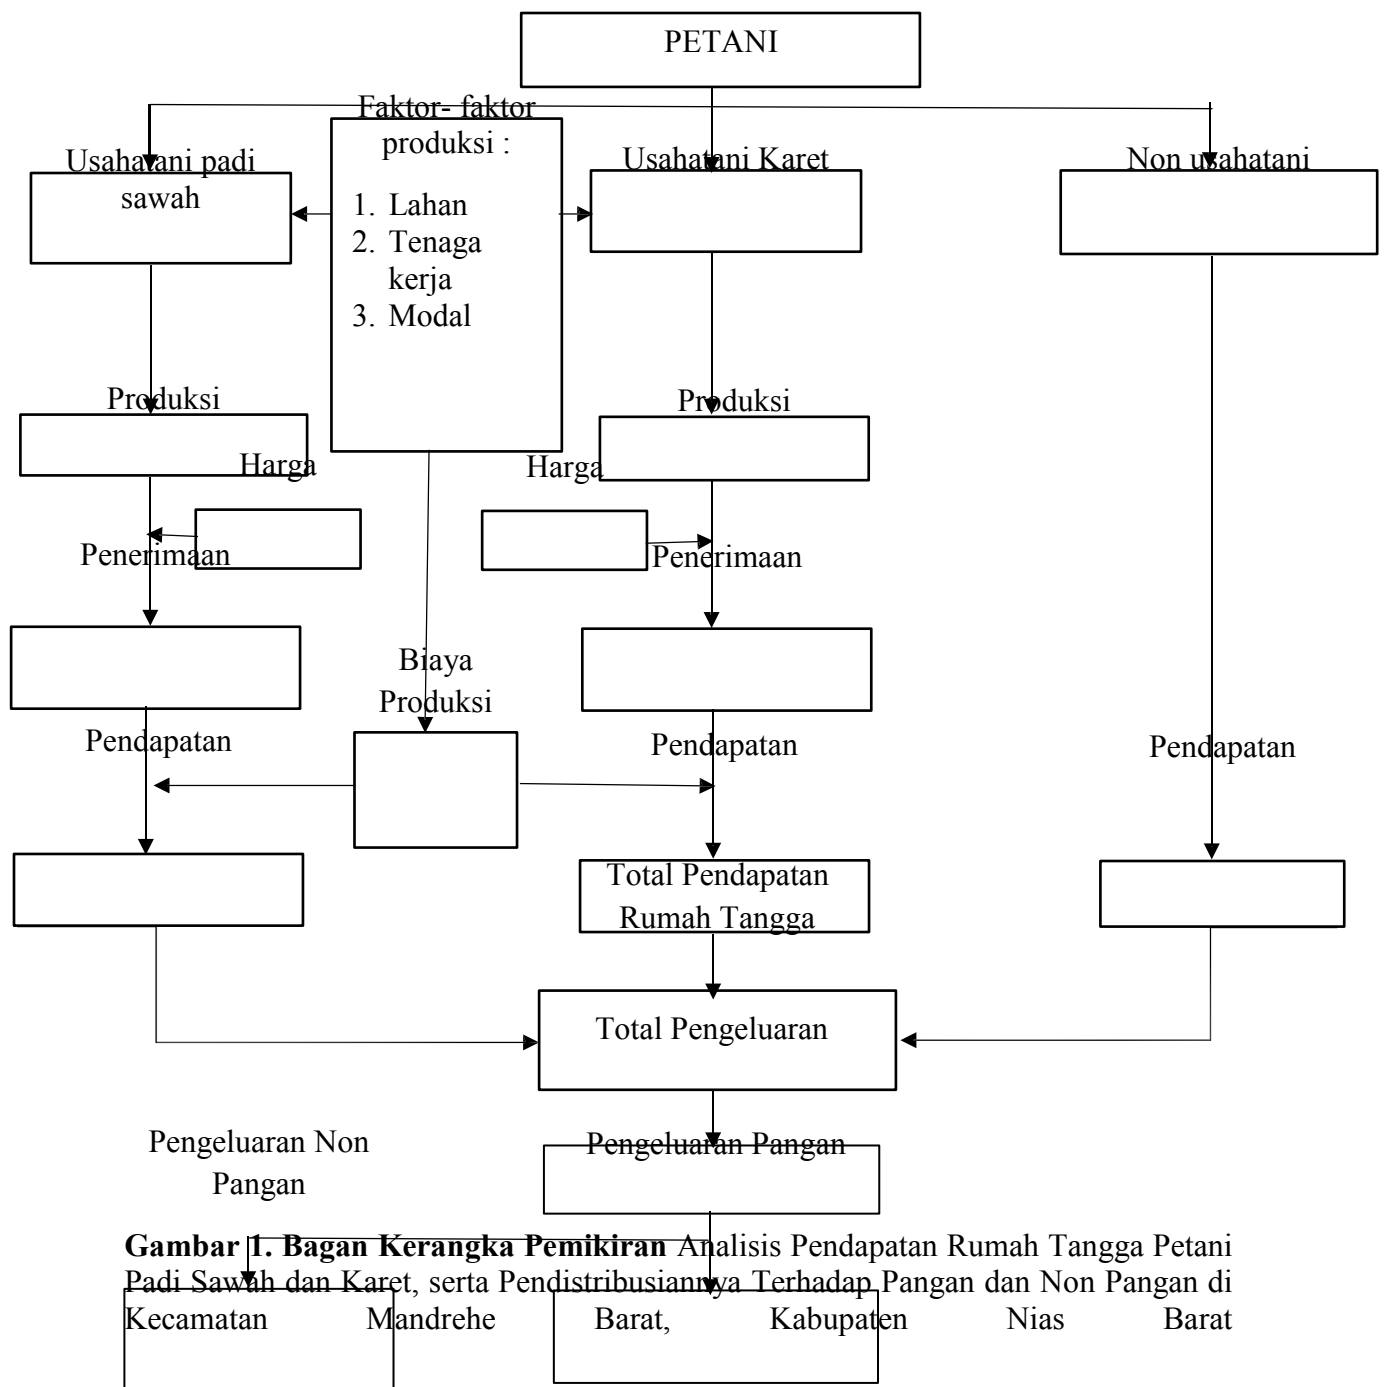 PETANI
Faktor- faktor
produksi :
1. Lahan
2. Tenaga
kerja
3. Modal
Usahatani padi
sawah
Usahatani Karet
Non usahatani
Produksi
Produksi
Harga
Harga
Penerimaan
Penerimaan
Biaya
Produksi
Pendapatan
Pendapatan
Pendapatan
Total Pendapatan
Rumah Tangga
Total Pengeluaran
Pengeluaran Non
Pangan
Pengeluaran Pangan
Gambar 1. Bagan Kerangka Pemikiran Analisis Pendapatan Rumah Tangga Petani
Padi Sawah dan Karet, serta Pendistribusiannya Terhadap Pangan dan Non Pangan di
Kecamatan Mandrehe Barat, Kabupaten Nias Barat